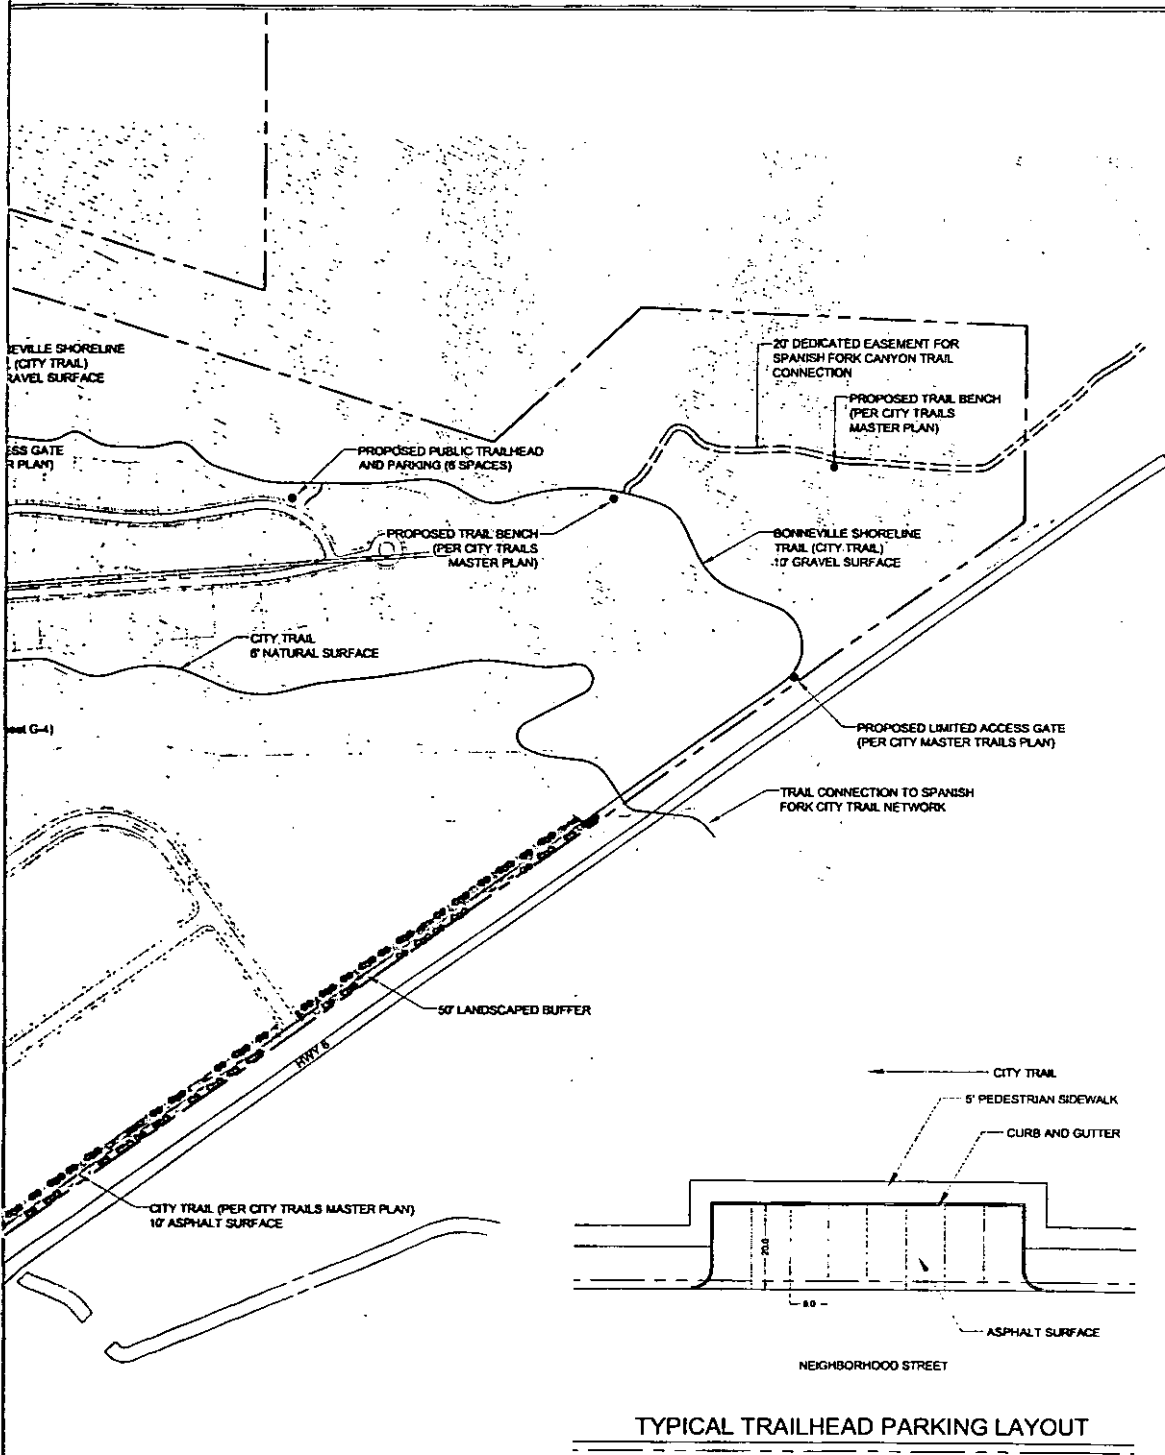 EVILLE SHORELINE
(CITY TRAIL)
RAVEL SURFACE
20' DEDICATED EASEMENT FOR
SPANISH FORK CANYON TRAIL
CONNECTION
PROPOSED TRAIL BENCH
(PER CITY TRAILS
MASTER PLAN)
ESS GATE
R PLAN)
PROPOSED PUBLIC TRAILHEAD
AND PARKING (6 SPACES)
PROPOSED TRAIL BENCH
(PER CITY TRAILS
MASTER PLAN)
BONNEVILLE SHORELINE
TRAIL (CITY TRAIL)
10' GRAVEL SURFACE
CITY TRAIL
6' NATURAL SURFACE
G-4)
PROPOSED LIMITED ACCESS GATE
(PER CITY MASTER TRAILS PLAN)
TRAIL CONNECTION TO SPANISH
FORK CITY TRAIL NETWORK
50' LANDSCAPED BUFFER
HWY 6
CITY TRAIL (PER CITY TRAILS MASTER PLAN)
10' ASPHALT SURFACE
CITY TRAIL
5' PEDESTRIAN SIDEWALK
CURB AND GUTTER
20.0
9.0
ASPHALT SURFACE
NEIGHBORHOOD STREET
TYPICAL TRAILHEAD PARKING LAYOUT